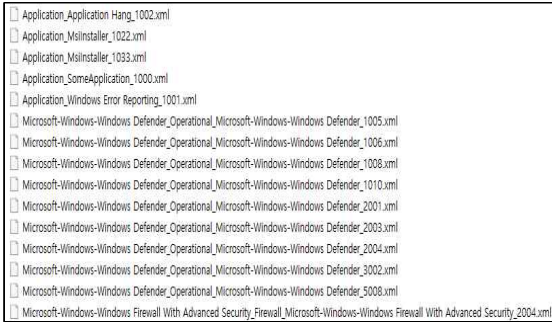 Application_Application Hang_1002.xml
Application_MsiInstaller_1022.xml
Application_MsiInstaller_1033.xml
Application_SomeApplication_1000.xml
Application_Windows Error Reporting_1001.xml
Microsoft-Windows-Windows Defender_Operational_Microsoft-Windows-Windows Defender_1005.xml
Microsoft-Windows-Windows Defender_Operational_Microsoft-Windows-Windows Defender_1006.xml
Microsoft-Windows-Windows Defender_Operational_Microsoft-Windows-Windows Defender_1008.xml
Microsoft-Windows-Windows Defender_Operational_Microsoft-Windows-Windows Defender_1010.xml
Microsoft-Windows-Windows Defender_Operational_Microsoft-Windows-Windows Defender_2001.xml
Microsoft-Windows-Windows Defender_Operational_Microsoft-Windows-Windows Defender_2003.xml
Microsoft-Windows-Windows Defender_Operational_Microsoft-Windows-Windows Defender_2004.xml
Microsoft-Windows-Windows Defender_Operational_Microsoft-Windows-Windows Defender_3002.xml
Microsoft-Windows-Windows Defender_Operational_Microsoft-Windows-Windows Defender_5008.xml
Microsoft-Windows-Windows Firewall With Advanced Security_Firewall_Microsoft-Windows-Windows Firewall With Advanced Security_2004.xml